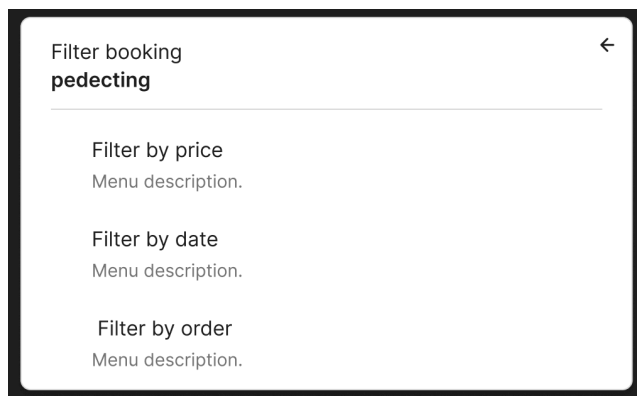 Filter booking
pedecting
Filter by price
Menu description.
Filter by date
Menu description.
Filter by order
Menu description.